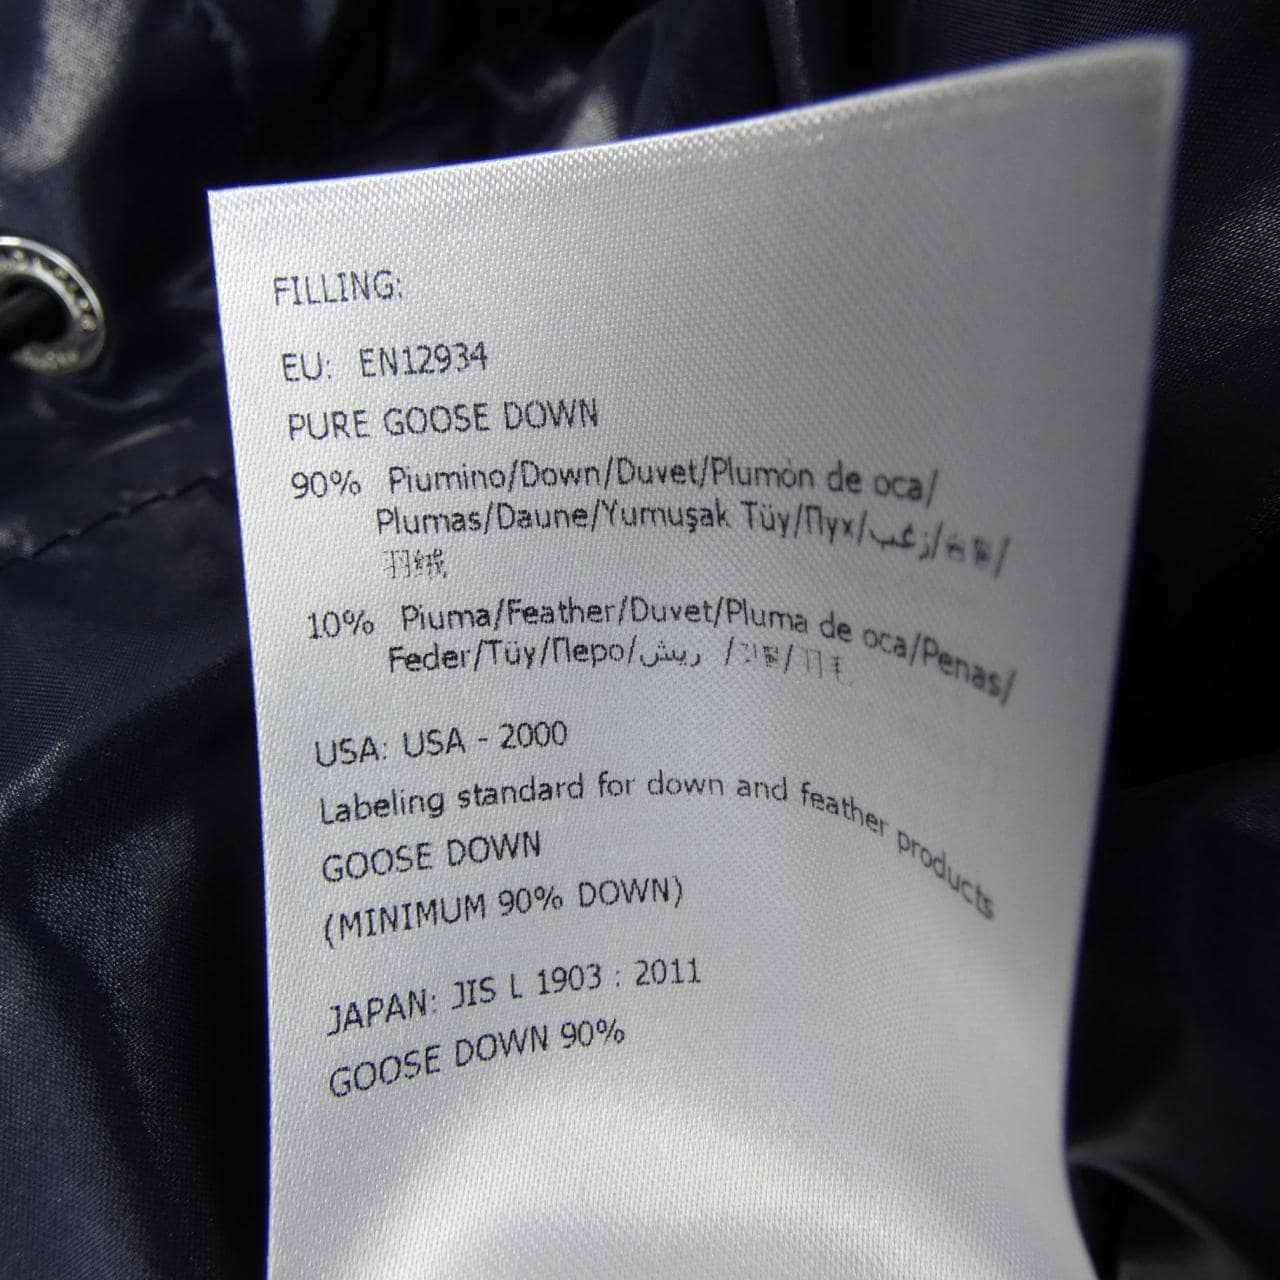 FILLING:
EU: EN12934
PURE GOOSE DOWN
90% Piumino/Down/Duvet/Plumón de oca/
Plumas/Daune/Yumuşak Tüy/Пух/زغب/
羽绒
10% Piuma/Feather/Duvet/Pluma de oca/Penas/
Feder/Tüy/Перо/ريش /羽毛
USA: USA - 2000
Labeling standard for down and feather products
GOOSE DOWN
(MINIMUM 90% DOWN)
JAPAN: JIS L 1903 : 2011
GOOSE DOWN 90%